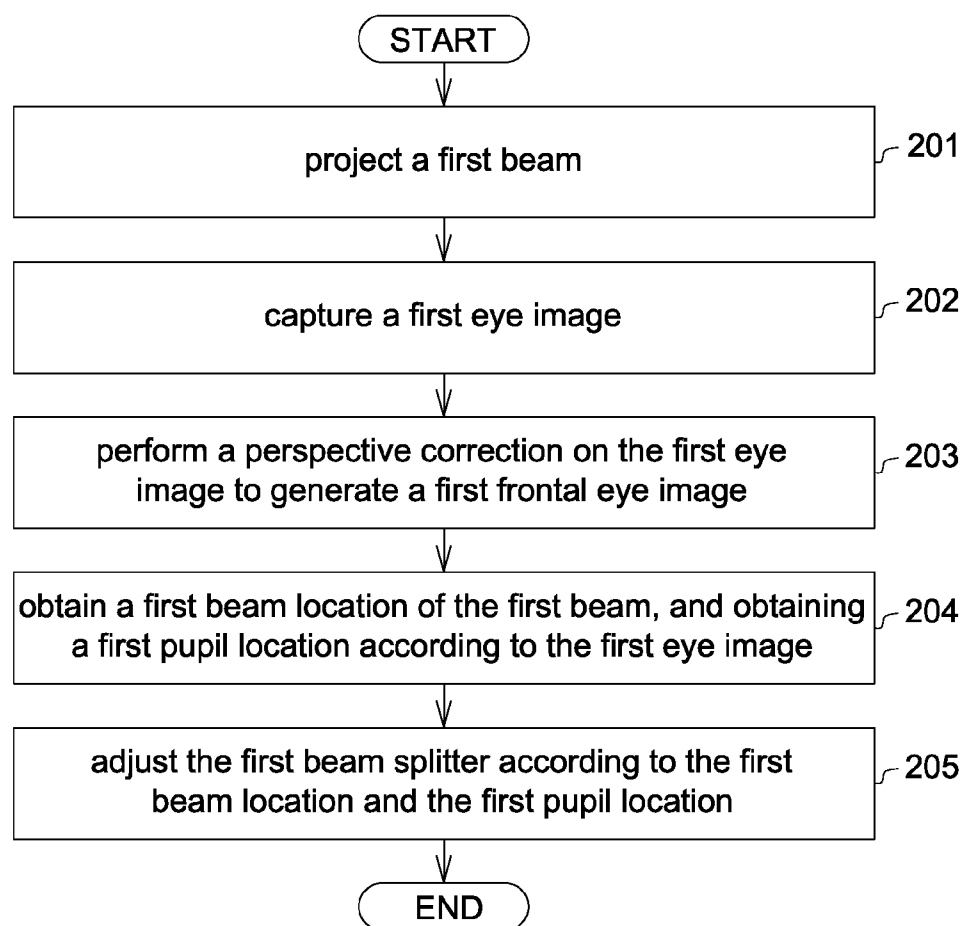 START
project a first beam
201
capture a first eye image
202
perform a perspective correction on the first eye
image to generate a first frontal eye image
203
obtain a first beam location of the first beam, and obtaining
a first pupil location according to the first eye image
204
adjust the first beam splitter according to the first
beam location and the first pupil location
205
END